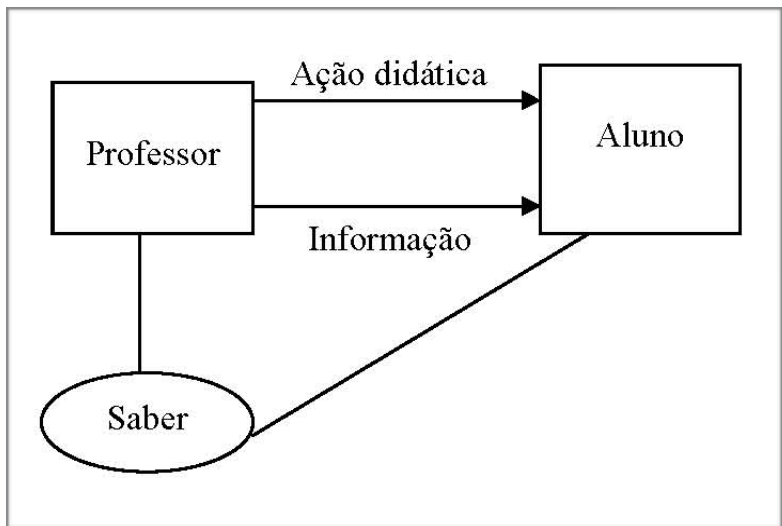 Ação didática
Professor
Aluno
Informação
Saber